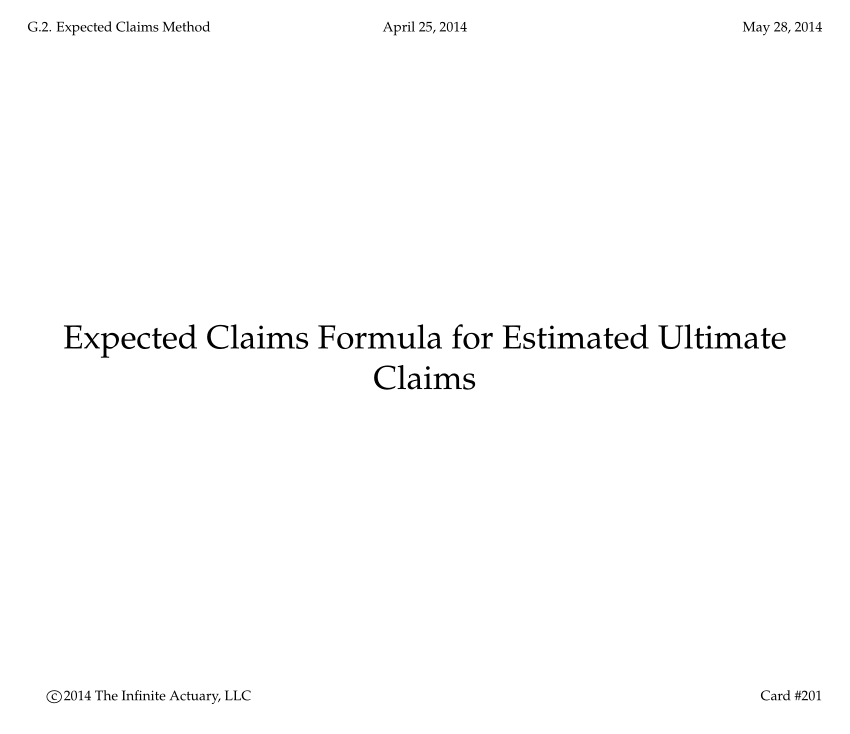 G.2. Expected Claims Method April 25, 2014 May 28, 2014
Expected Claims Formula for Estimated Ultimate
Claims
©2014 The Infinite Actuary, LLC Card #201